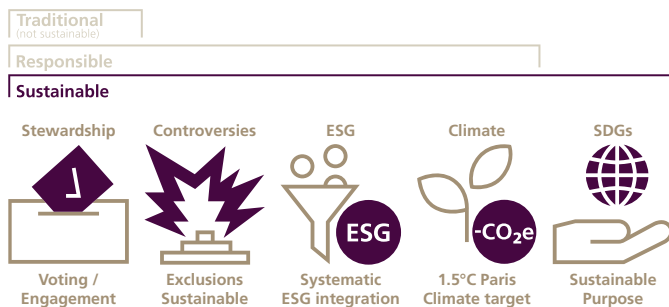 Traditional
(not sustainable)
Responsible
Sustainable
Stewardship Controversies ESG Climate SDGs
ESG -CO₂e
Voting / Exclusions Systematic 1.5°C Paris Sustainable
Engagement Sustainable ESG integration Climate target Purpose